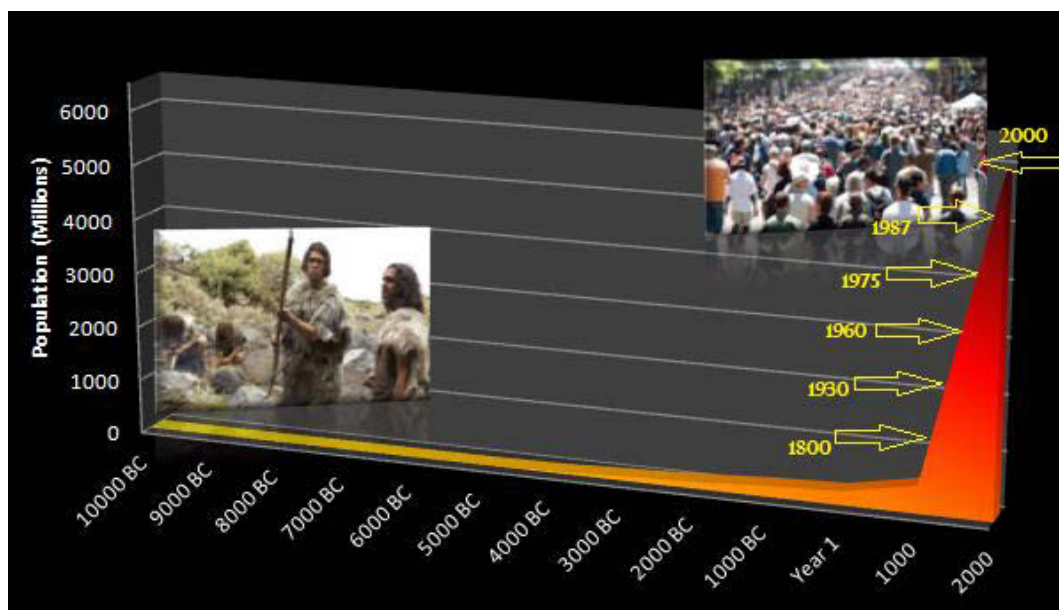 Population (Millions)
6000
5000
4000
3000
2000
1000
0
10000 BC
9000 BC
8000 BC
7000 BC
6000 BC
5000 BC
4000 BC
3000 BC
2000 BC
1000 BC
Year 1
1000
2000
2000
1987
1975
1960
1930
1800